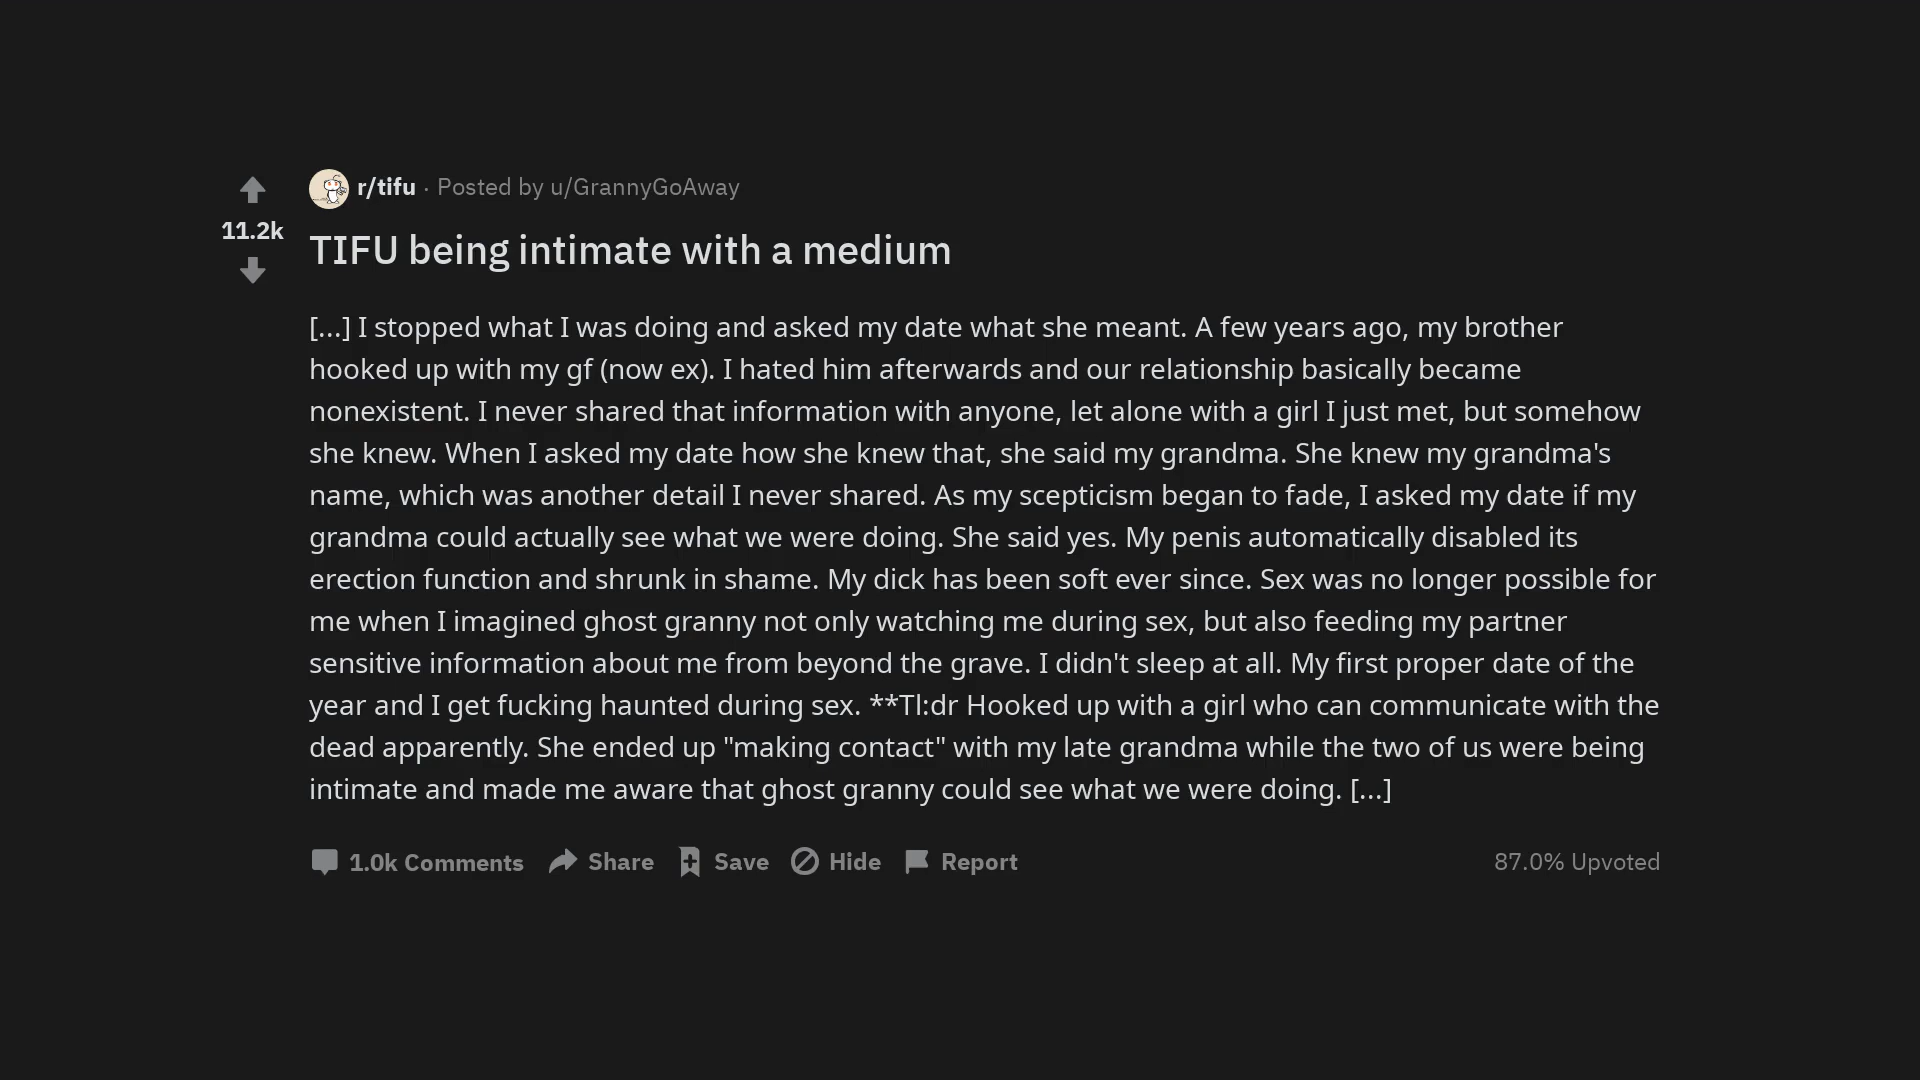 r/tifu · Posted by u/GrannyGoAway
11.2k
TIFU being intimate with a medium
[...] I stopped what I was doing and asked my date what she meant. A few years ago, my brother
hooked up with my gf (now ex). I hated him afterwards and our relationship basically became
nonexistent. I never shared that information with anyone, let alone with a girl I just met, but somehow
she knew. When I asked my date how she knew that, she said my grandma. She knew my grandma's
name, which was another detail I never shared. As my scepticism began to fade, I asked my date if my
grandma could actually see what we were doing. She said yes. My penis automatically disabled its
erection function and shrunk in shame. My dick has been soft ever since. Sex was no longer possible for
me when I imagined ghost granny not only watching me during sex, but also feeding my partner
sensitive information about me from beyond the grave. I didn't sleep at all. My first proper date of the
year and I get fucking haunted during sex. **Tl:dr Hooked up with a girl who can communicate with the
dead apparently. She ended up "making contact" with my late grandma while the two of us were being
intimate and made me aware that ghost granny could see what we were doing. [...]
1.0k Comments Share Save Hide Report 87.0% Upvoted